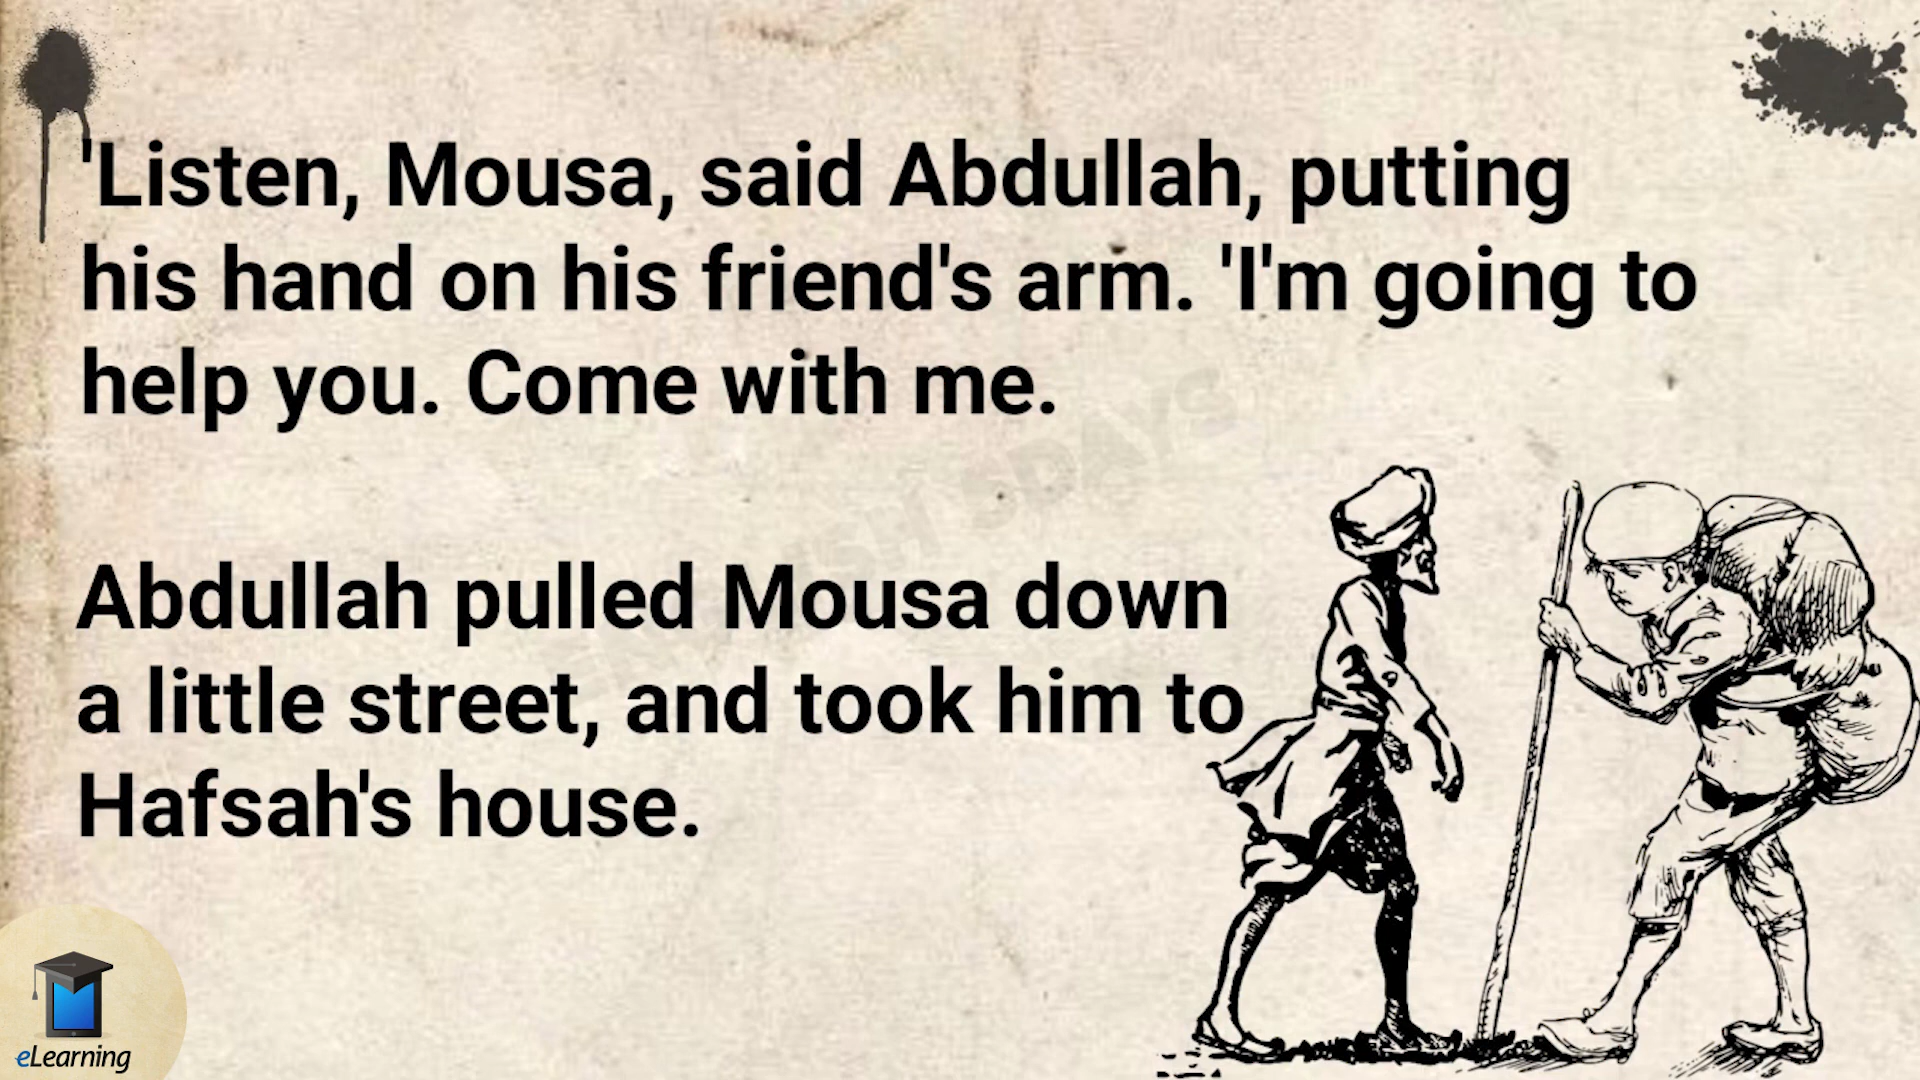 'Listen, Mousa, said Abdullah, putting
his hand on his friend's arm. 'I'm going to
help you. Come with me.
Abdullah pulled Mousa down
a little street, and took him to
Hafsah's house.
eLearning